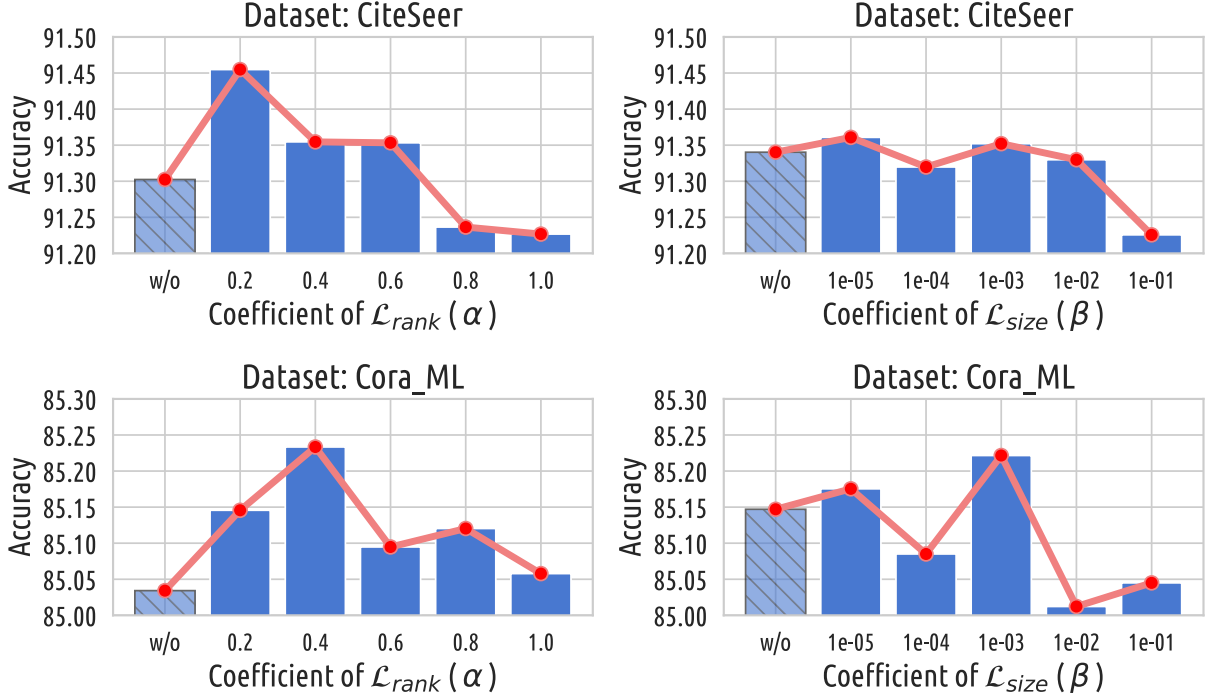 Dataset: CiteSeer
91.50
91.45
91.40
91.35
91.30
91.25
91.20
Accuracy
w/o 0.2 0.4 0.6 0.8 1.0
Coefficient of ℒrank (α)
Dataset: CiteSeer
91.50
91.45
91.40
91.35
91.30
91.25
91.20
Accuracy
w/o 1e-05 1e-04 1e-03 1e-02 1e-01
Coefficient of ℒsize (β)
Dataset: Cora_ML
85.30
85.25
85.20
85.15
85.10
85.05
85.00
Accuracy
w/o 0.2 0.4 0.6 0.8 1.0
Coefficient of ℒrank (α)
Dataset: Cora_ML
85.30
85.25
85.20
85.15
85.10
85.05
85.00
Accuracy
w/o 1e-05 1e-04 1e-03 1e-02 1e-01
Coefficient of ℒsize (β)